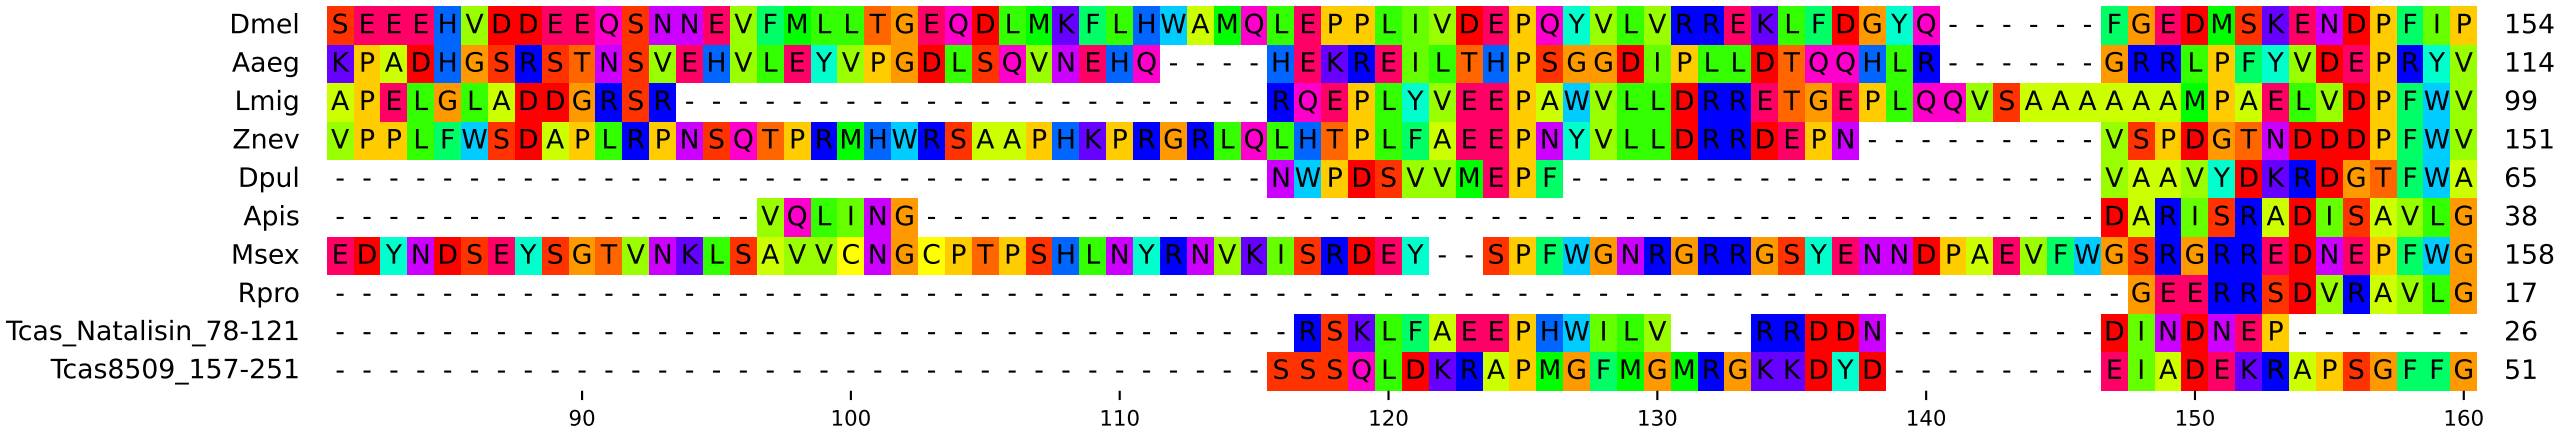 Dmel SEEEHVDDEEQSNNEVFMLLTGEQDLMKFLHWAMQLEPPLIVDEPQYVLVRREKLFDGYQ------FGEDMSKENDPFIP 154
Aaeg KPADHGSRSTNSVEHVLEYVPGDLSQVNEHQ----HEKREILTHPSGGDIPLLDTQQHLR------GRRLPFYVDEPRYV 114
Lmig APELGLADDGRSR----------------------RQEPLYVEEPAWVLLDRRETGEPLQQVSAAAAAAMPAELVDPFWV 99
Znev VPPLFWSDAPLRPNSQTPRMHWRSAAPHKPRGRLQLHTPLFAEEPNYVLLDRRDEPN---------VSPDGTNDDDPFWV 151
Dpul -----------------------------------NWPDSVVMEPF--------------------VAAVYDKRDGTFWA 65
Apis ----------------VQLING--------------------------------------------DARISRADISAVLG 38
Msex EDYNDSEYSGTVNKLSAVVCNGCPTPSHLNYRNVKISRDEY--SPFWGNRGRRGSYENNDPAEVFWGSRGRREDNEPFWG 158
Rpro -------------------------------------------------------------------GEERRSDVRAVLG 17
Tcas_Natalisin_78-121 ------------------------------------RSKLFAEEPHWILV---RRDDN--------DINDNEP------- 26
Tcas8509_157-251 -----------------------------------SSSQLDKRAPMGFMGMRGKKDYD--------EIADEKRAPSGFFG 51
90 100 110 120 130 140 150 160